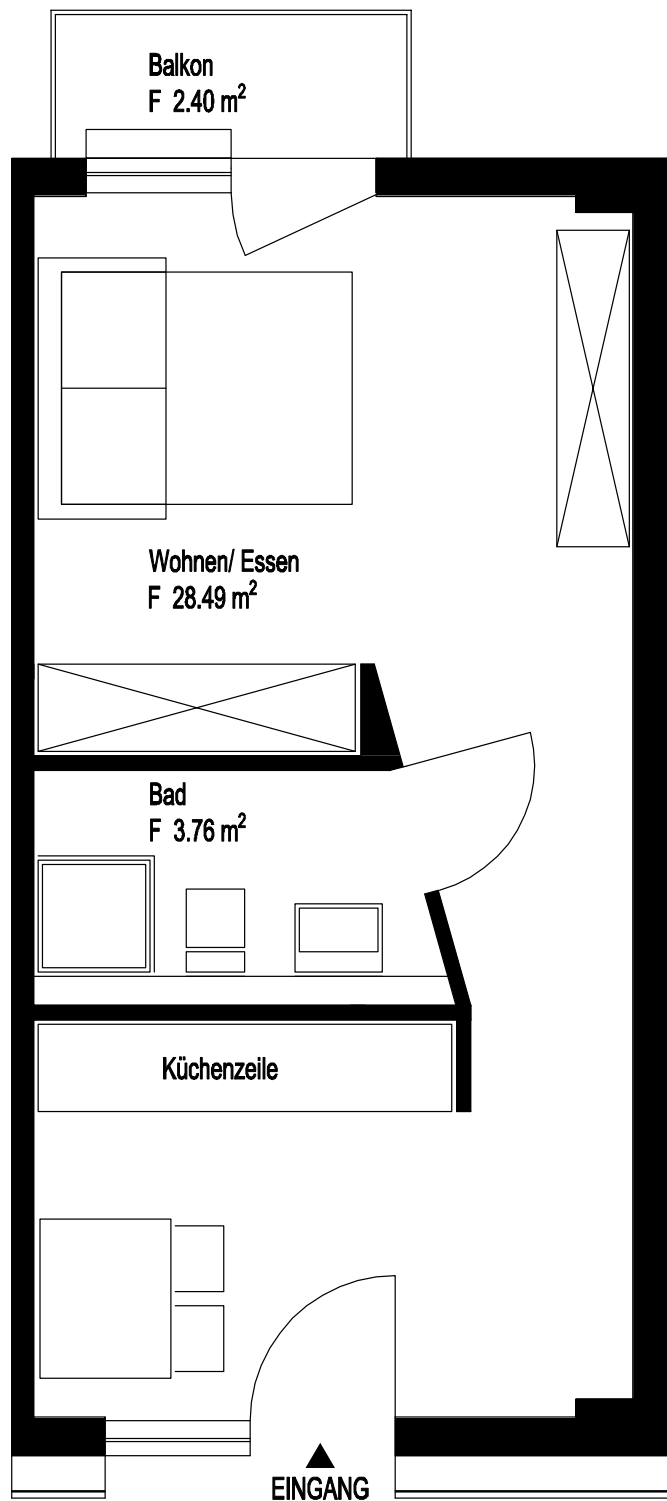 Balkon
F 2.40 m²
Wohnen/ Essen
F 28.49 m²
Bad
F 3.76 m²
Küchenzeile
EINGANG